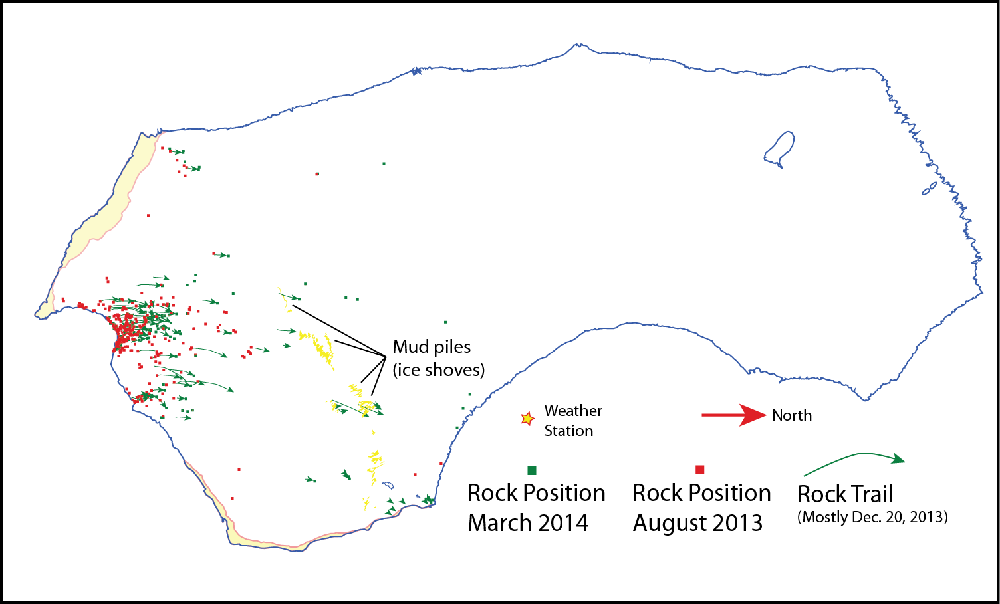 Mud piles
(ice shoves)
Weather
Station
North
Rock Position
March 2014
Rock Position
August 2013
Rock Trail
(Mostly Dec. 20, 2013)